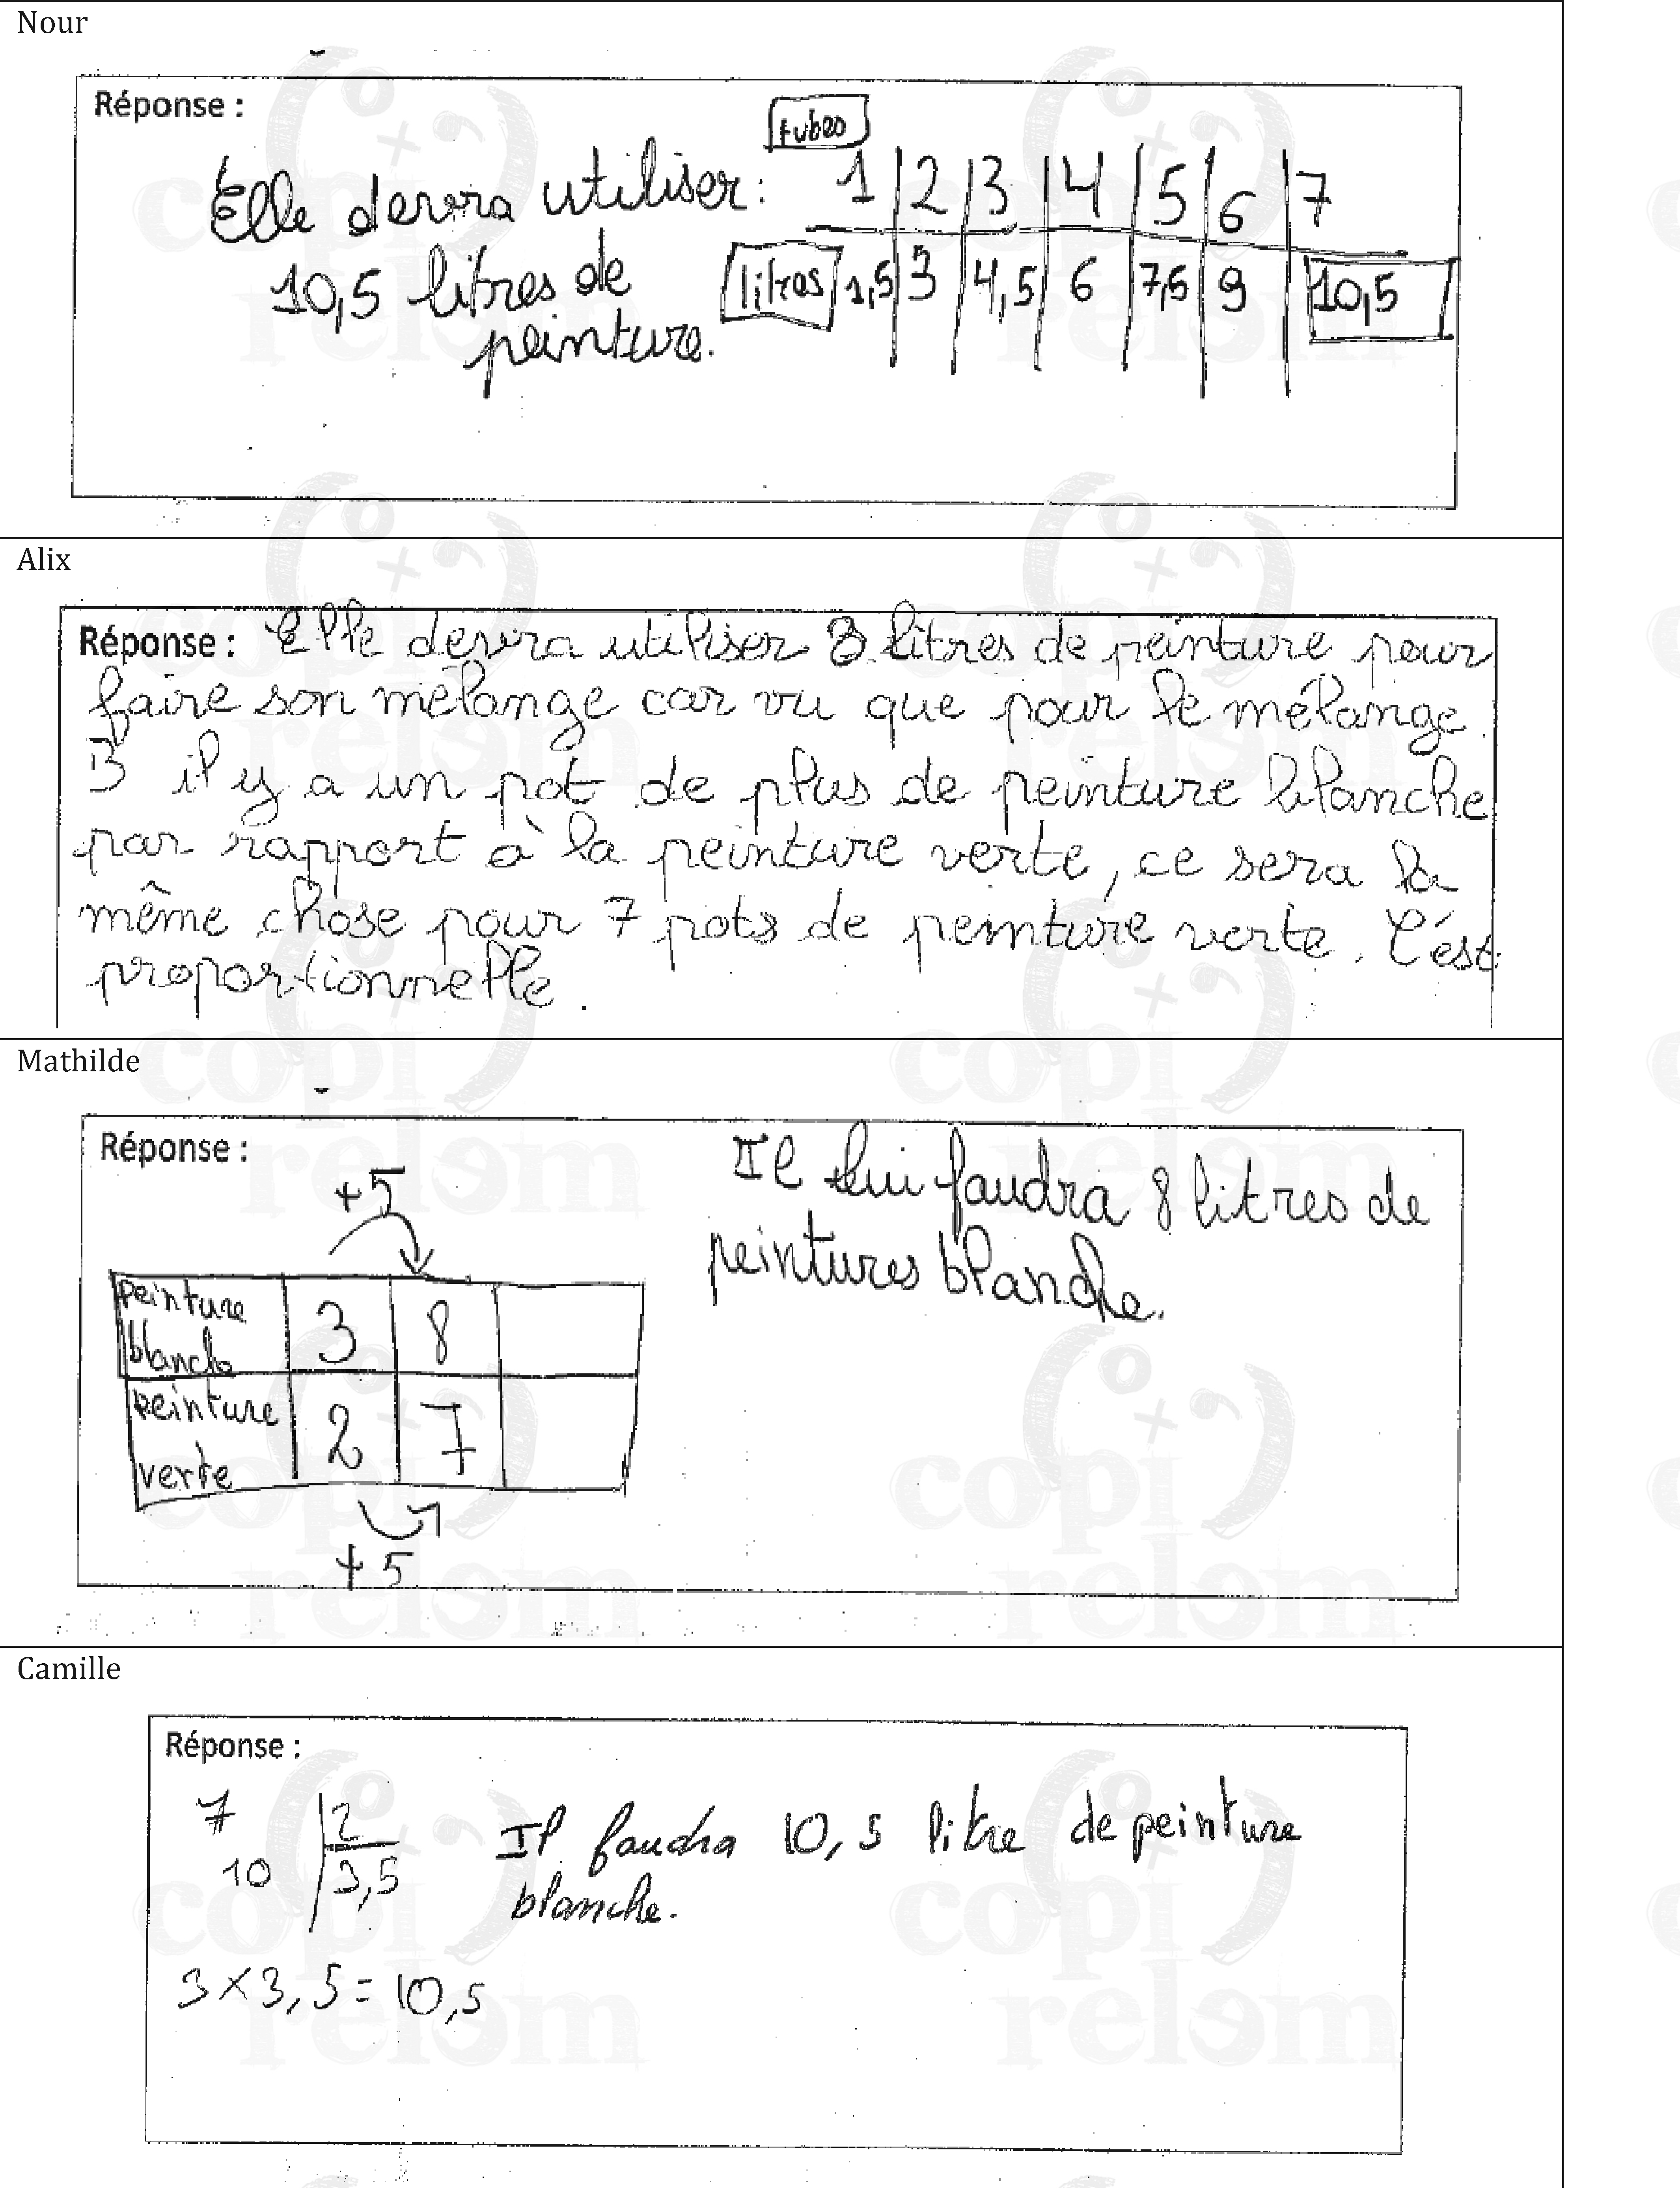 Nour
Réponse :
tubes
Elle devra utiliser : 1 | 2 | 3 | 4 | 5 | 6 | 7
10,5 litres de
peinture.
litres 1,5 | 3 | 4,5 | 6 | 7,5 | 9 | 10,5
Alix
Réponse : Elle devra utiliser 8 litres de peinture pour
faire son mélange car vu que pour le mélange
B il y a un pot de plus de peinture blanche
par rapport à la peinture verte, ce sera la
même chose pour 7 pots de peinture verte. C'est
proportionnelle.
Mathilde
Réponse :
+5
peinture blanche 3 8
peinture verte 2 7
+5
Il lui faudra 8 litres de
peintures blanche.
Camille
Réponse :
7 | 2
10 | 3,5
3 × 3,5 = 10,5
Il faudra 10,5 litre de peinture
blanche.
copi
relem